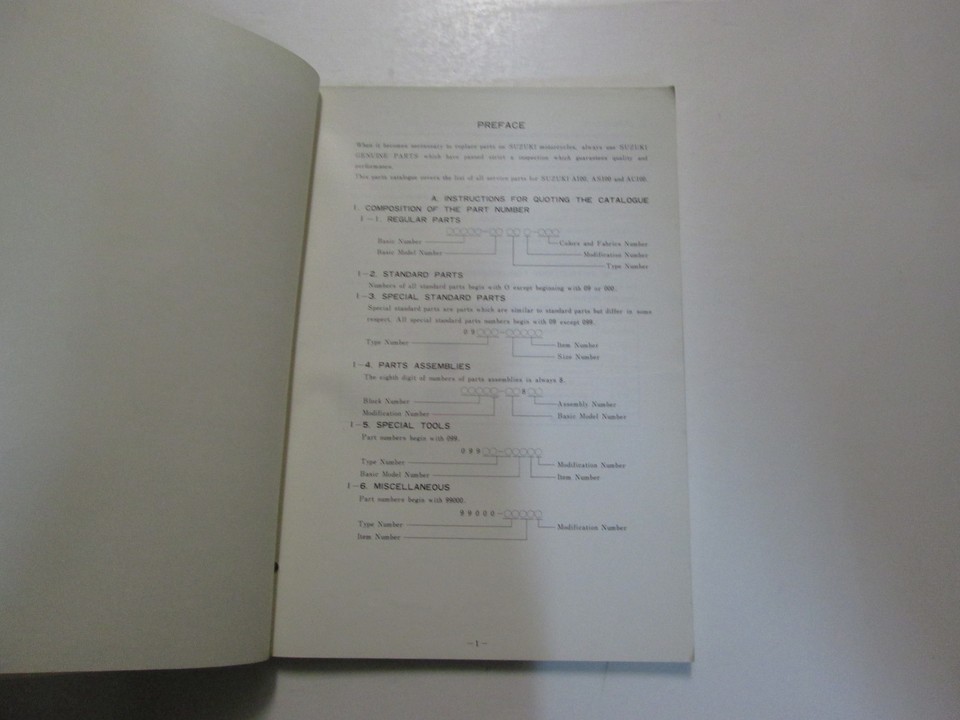 PREFACE
When it becomes necessary to replace parts on SUZUKI motorcycles, always use SUZUKI
GENUINE PARTS which have passed strict a inspection which guarantees quality and
performance.
This parts catalogue covers the list of all service parts for SUZUKI A100, AS100 and AC100.
A. INSTRUCTIONS FOR QUOTING THE CATALOGUE
1. COMPOSITION OF THE PART NUMBER
1-1. REGULAR PARTS
○○○○○-○○ ○○ ○-○○○
Basic Number
Colors and Fabrics Number
Basic Model Number
Modification Number
Type Number
1-2. STANDARD PARTS
Numbers of all standard parts begin with O except beginning with 09 or 000.
1-3. SPECIAL STANDARD PARTS
Special standard parts are parts which are similar to standard parts but differ in some
respect. All special standard parts numbers begin with 09 except 099.
09○○○-○○○○○
Type Number
Item Number
Size Number
1-4. PARTS ASSEMBLIES
The eighth digit of numbers of parts assemblies is always 8.
○○○○○-○○8○○
Block Number
Assembly Number
Modification Number
Basic Model Number
1-5. SPECIAL TOOLS
Part numbers begin with 099.
099○○-○○○○○
Type Number
Modification Number
Basic Model Number
Item Number
1-6. MISCELLANEOUS
Part numbers begin with 99000.
99000-○○○○○
Type Number
Modification Number
Item Number
-1-